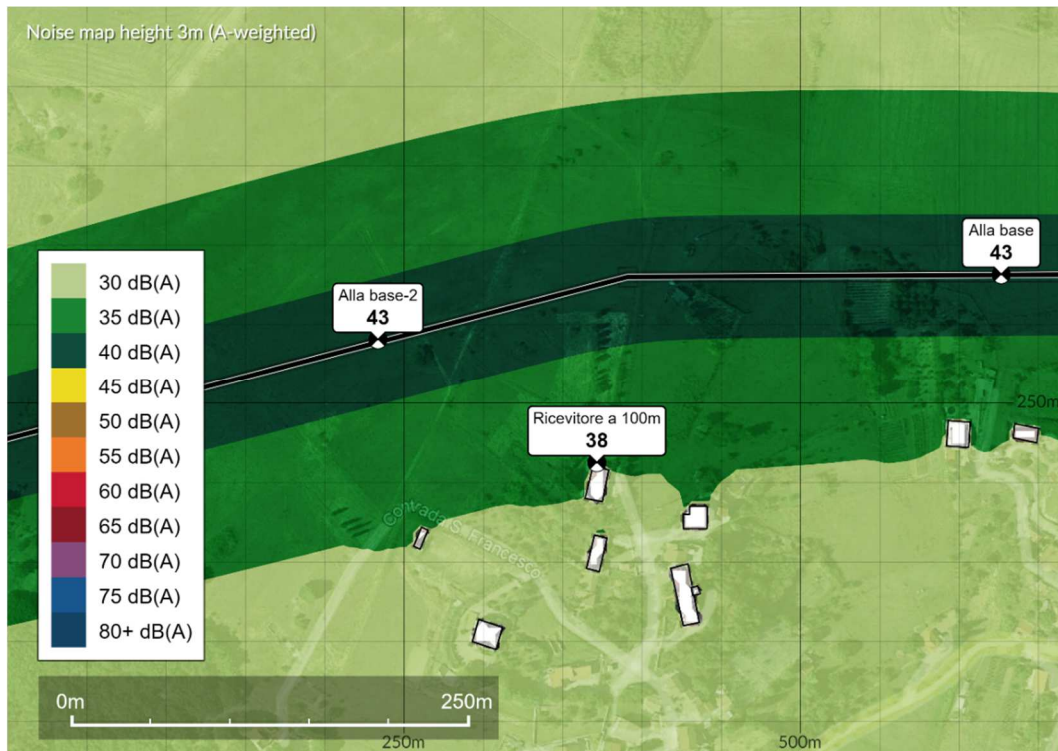 Noise map height 3m (A-weighted)
Alla base
43
Alla base-2
43
30 dB(A)
35 dB(A)
40 dB(A)
45 dB(A)
50 dB(A)
55 dB(A)
60 dB(A)
65 dB(A)
70 dB(A)
75 dB(A)
80+ dB(A)
250m
Ricevitore a 100m
38
Contrada S. Francesco
0m 250m
250m 500m